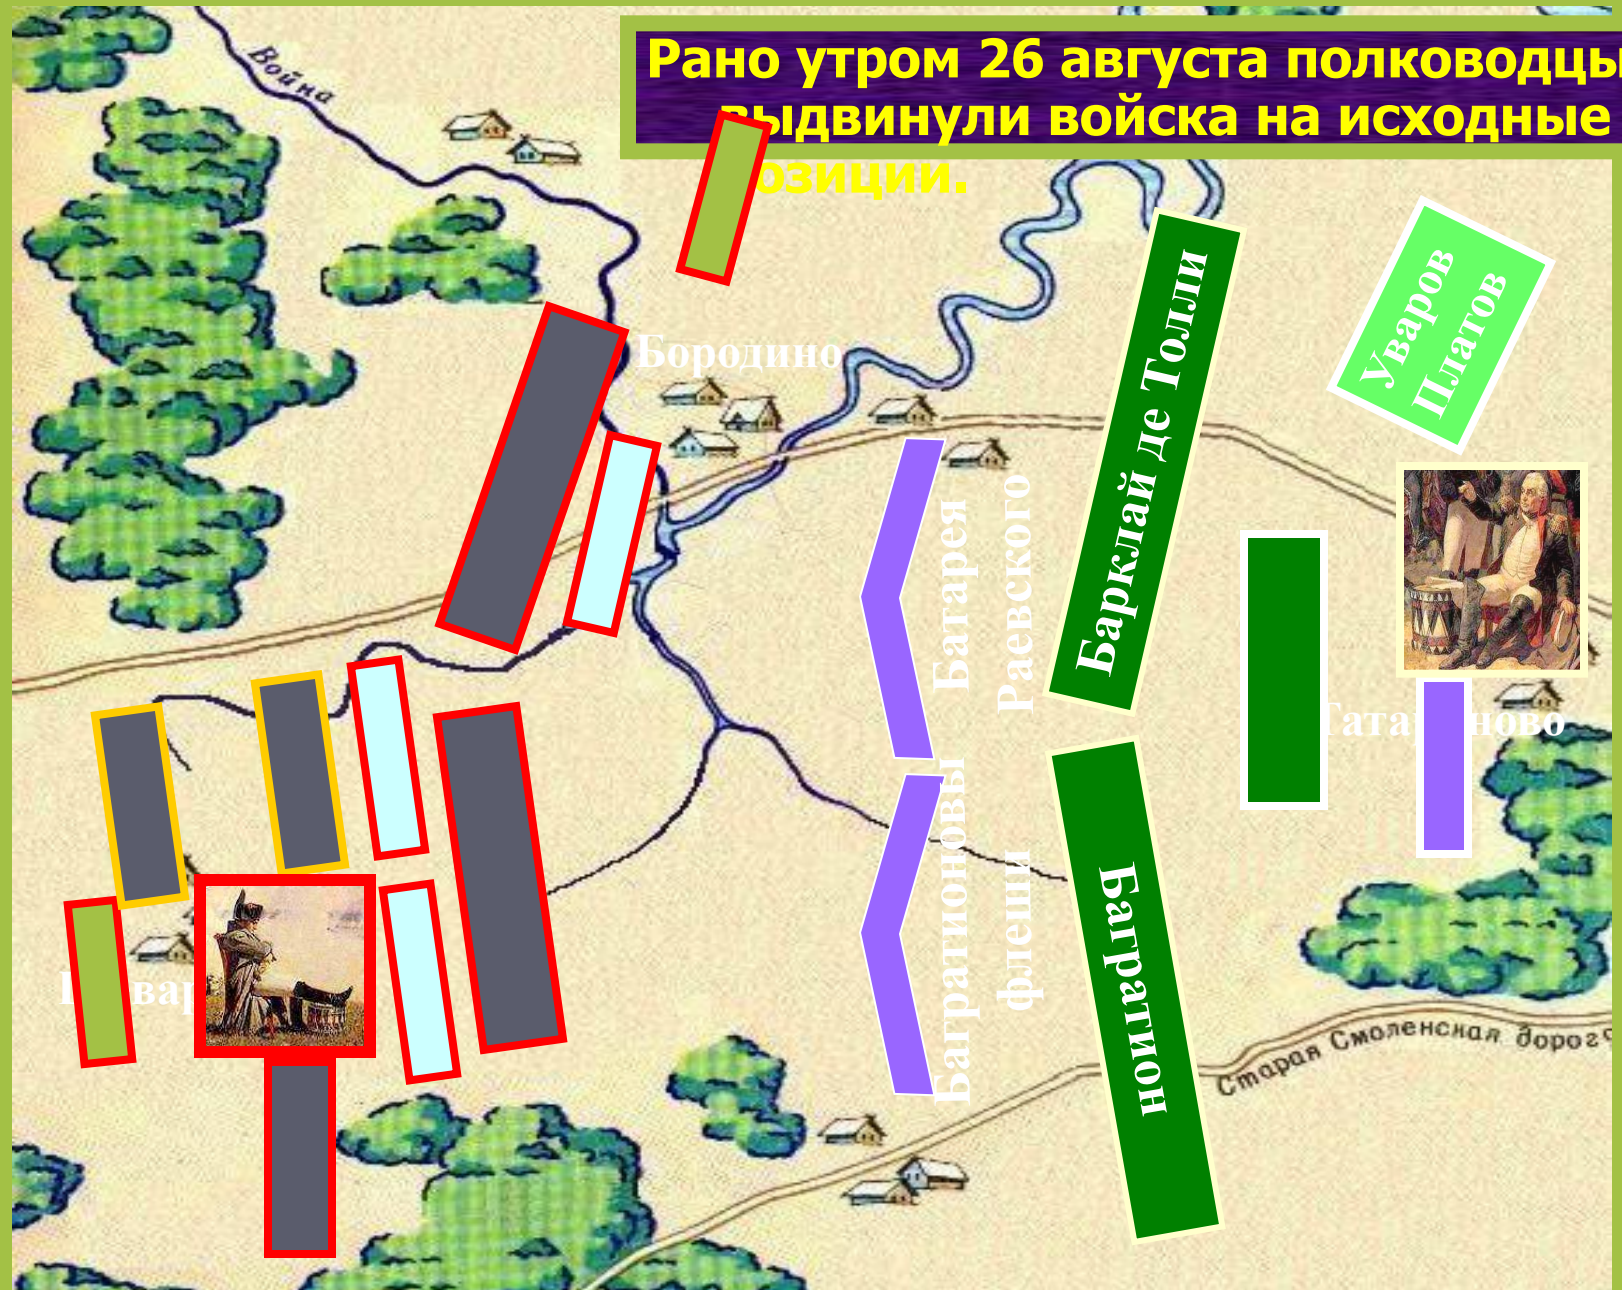 Рано утром 26 августа полководцы
выдвинули войска на исходные
позиции.
Война
Бородино
Уваров
Платов
Барклай де Толли
Батарея
Раевского
Багратионовы
флеши
Багратион
Старая Смоленская дорога